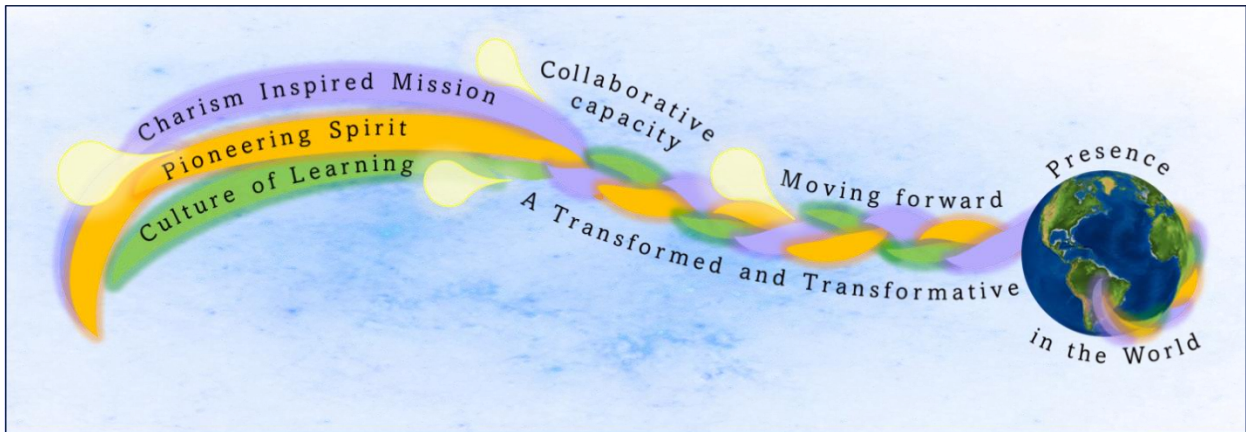 Charism Inspired Mission
Pioneering Spirit
Culture of Learning
Collaborative
capacity
Moving forward
A Transformed and Transformative
Presence
in the World